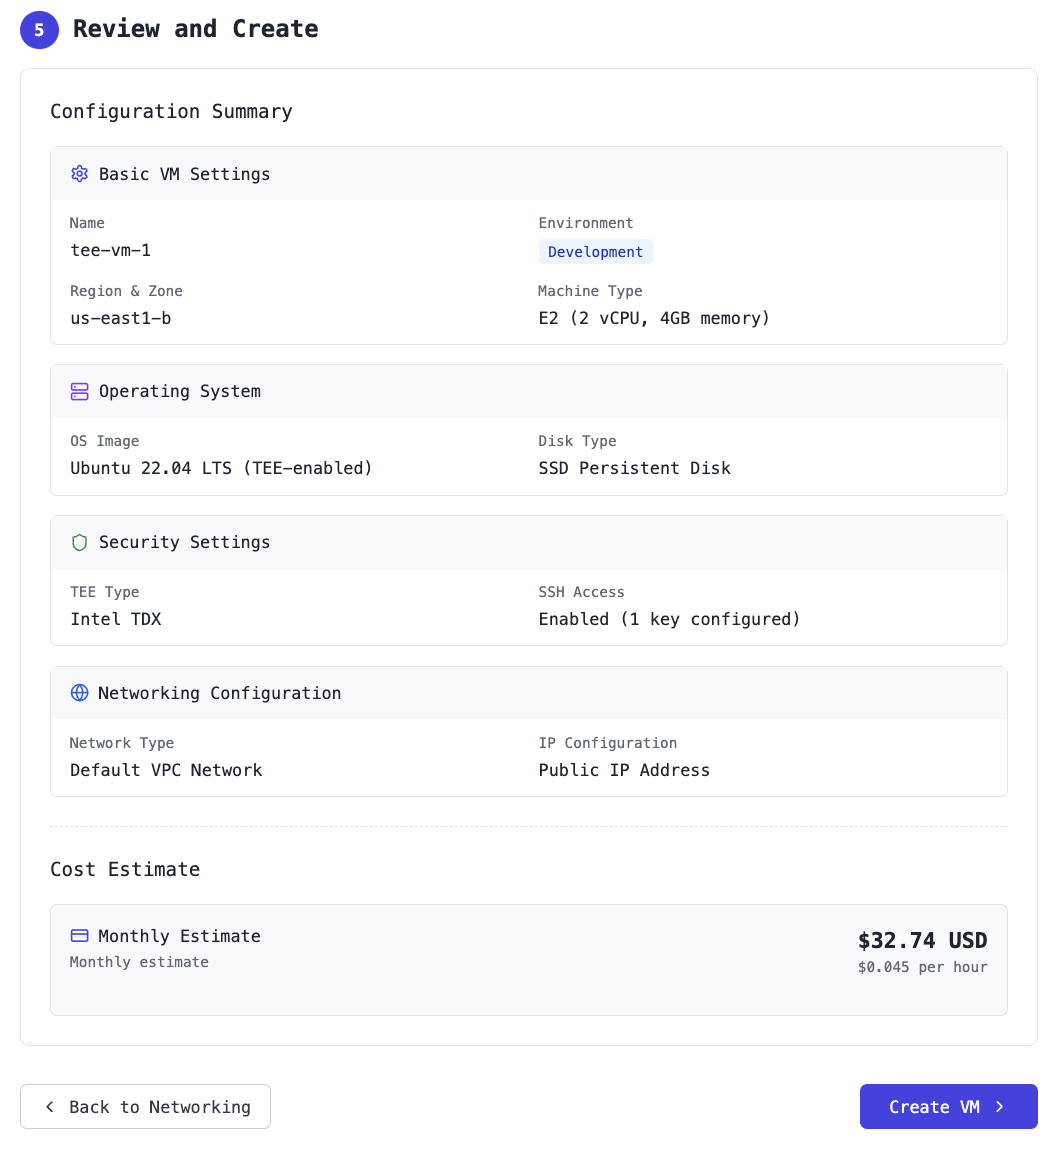 5 Review and Create
Configuration Summary
Basic VM Settings
Name Environment
tee-vm-1 Development
Region & Zone Machine Type
us-east1-b E2 (2 vCPU, 4GB memory)
Operating System
OS Image Disk Type
Ubuntu 22.04 LTS (TEE-enabled) SSD Persistent Disk
Security Settings
TEE Type SSH Access
Intel TDX Enabled (1 key configured)
Networking Configuration
Network Type IP Configuration
Default VPC Network Public IP Address
Cost Estimate
Monthly Estimate $32.74 USD
Monthly estimate $0.045 per hour
Back to Networking Create VM